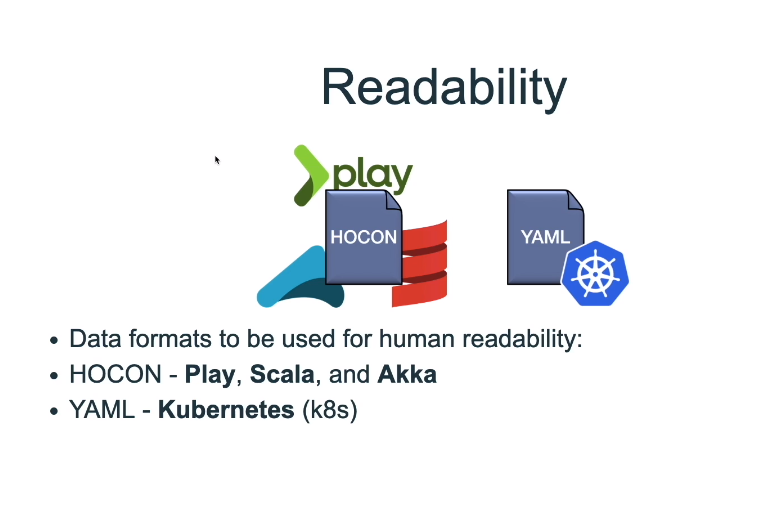 Readability
play
HOCON
YAML
• Data formats to be used for human readability:
• HOCON - Play, Scala, and Akka
• YAML - Kubernetes (k8s)